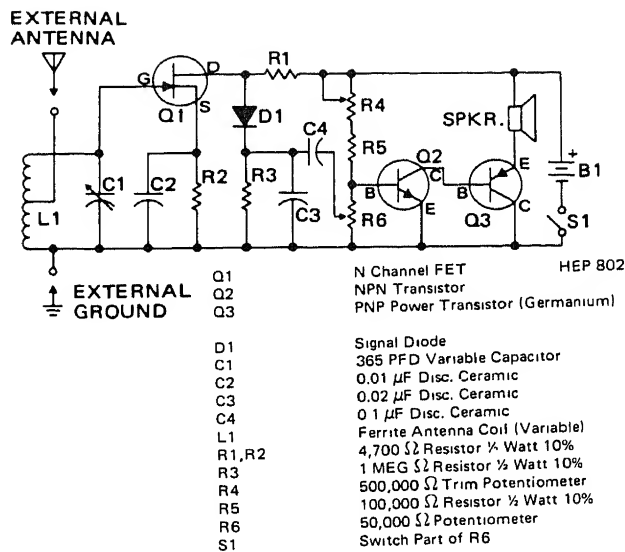 EXTERNAL
ANTENNA
G
D
S
Q1
R1
D1
C4
R4
R5
SPKR.
+
B1
Q2
B
C
E
Q3
B
E
C
S1
L1
C1
C2
R2
R3
C3
R6
EXTERNAL
GROUND
Q1 N Channel FET HEP 802
Q2 NPN Transistor
Q3 PNP Power Transistor (Germanium)
D1 Signal Diode
C1 365 PFD Variable Capacitor
C2 0.01 µF Disc. Ceramic
C3 0.02 µF Disc. Ceramic
C4 0 1 µF Disc. Ceramic
L1 Ferrite Antenna Coil (Variable)
R1,R2 4,700 Ω Resistor ½ Watt 10%
R3 1 MEG Ω Resistor ½ Watt 10%
R4 500,000 Ω Trim Potentiometer
R5 100,000 Ω Resistor ½ Watt 10%
R6 50,000 Ω Potentiometer
S1 Switch Part of R6